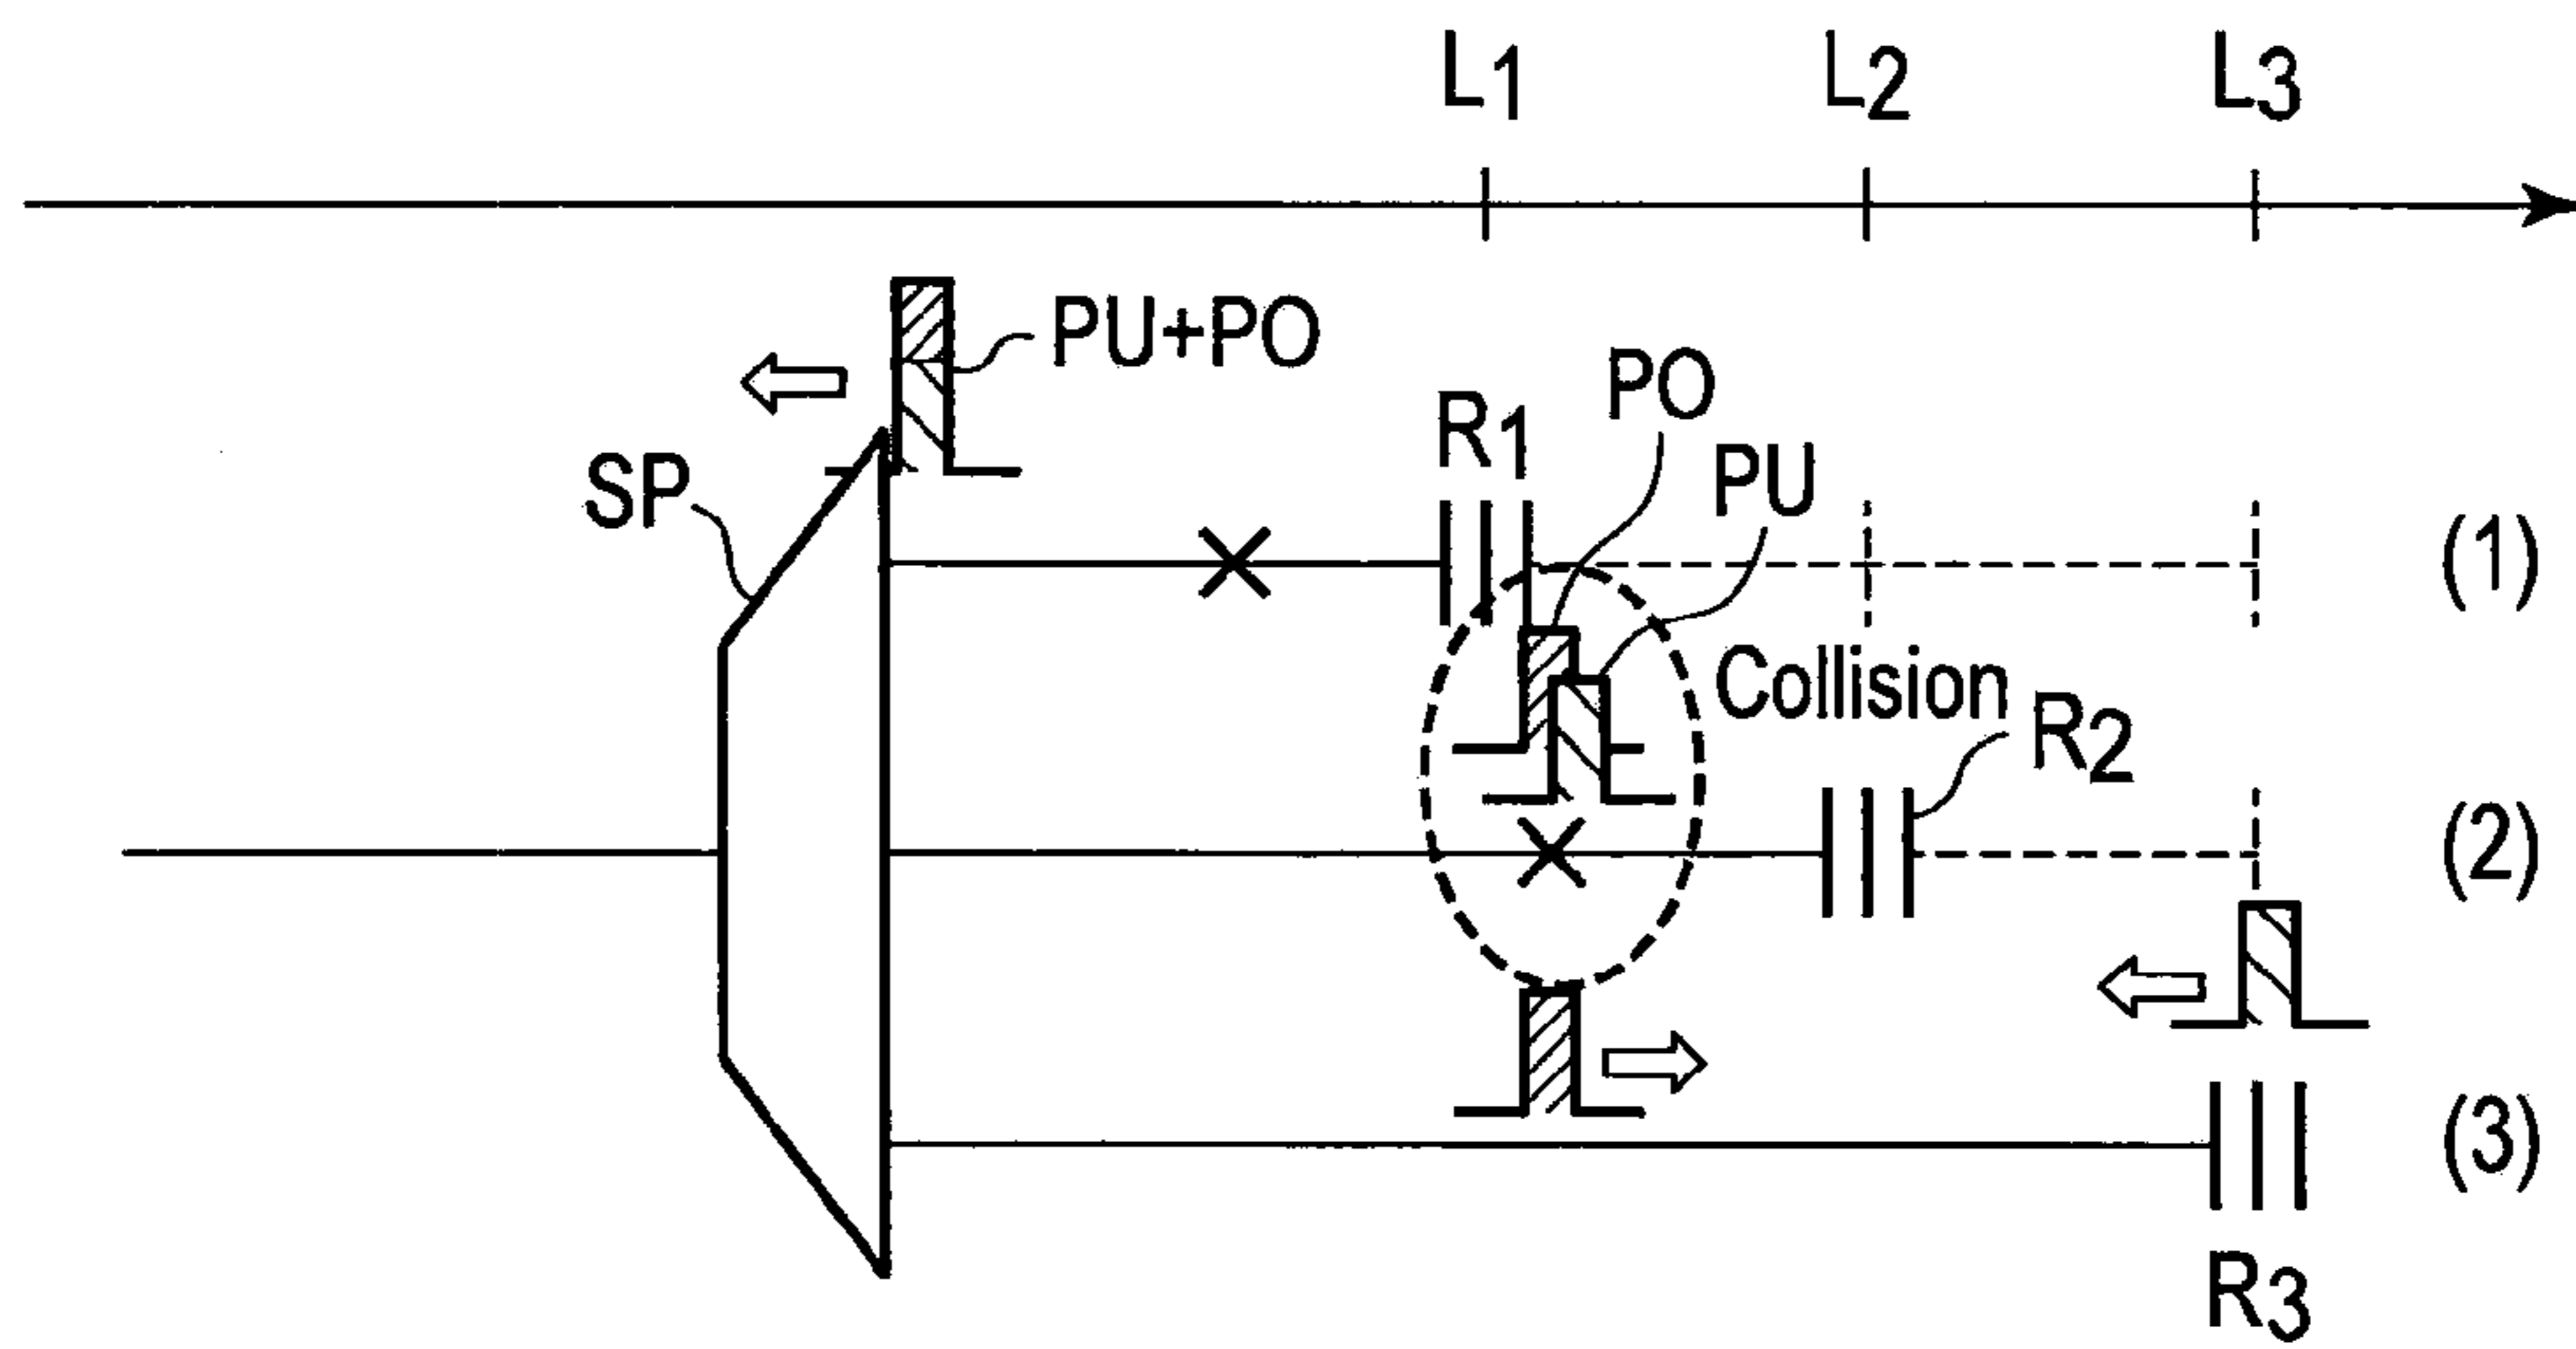 L1 L2 L3
PU+PO
PO
R1
PU
SP
(1)
Collision
R2
(2)
(3)
R3